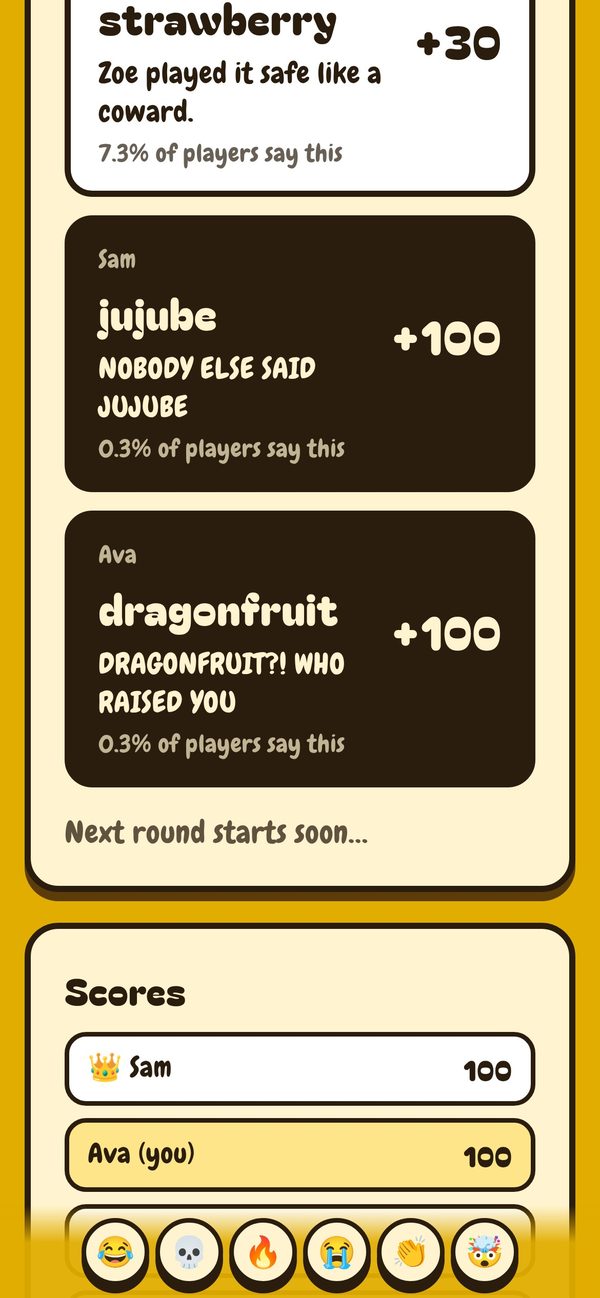 strawberry
+30
Zoe played it safe like a
coward.
7.3% of players say this
Sam
jujube
+100
NOBODY ELSE SAID
JUJUBE
0.3% of players say this
Ava
dragonfruit
+100
DRAGONFRUIT?! WHO
RAISED YOU
0.3% of players say this
Next round starts soon...
Scores
👑 Sam
100
Ava (you)
100